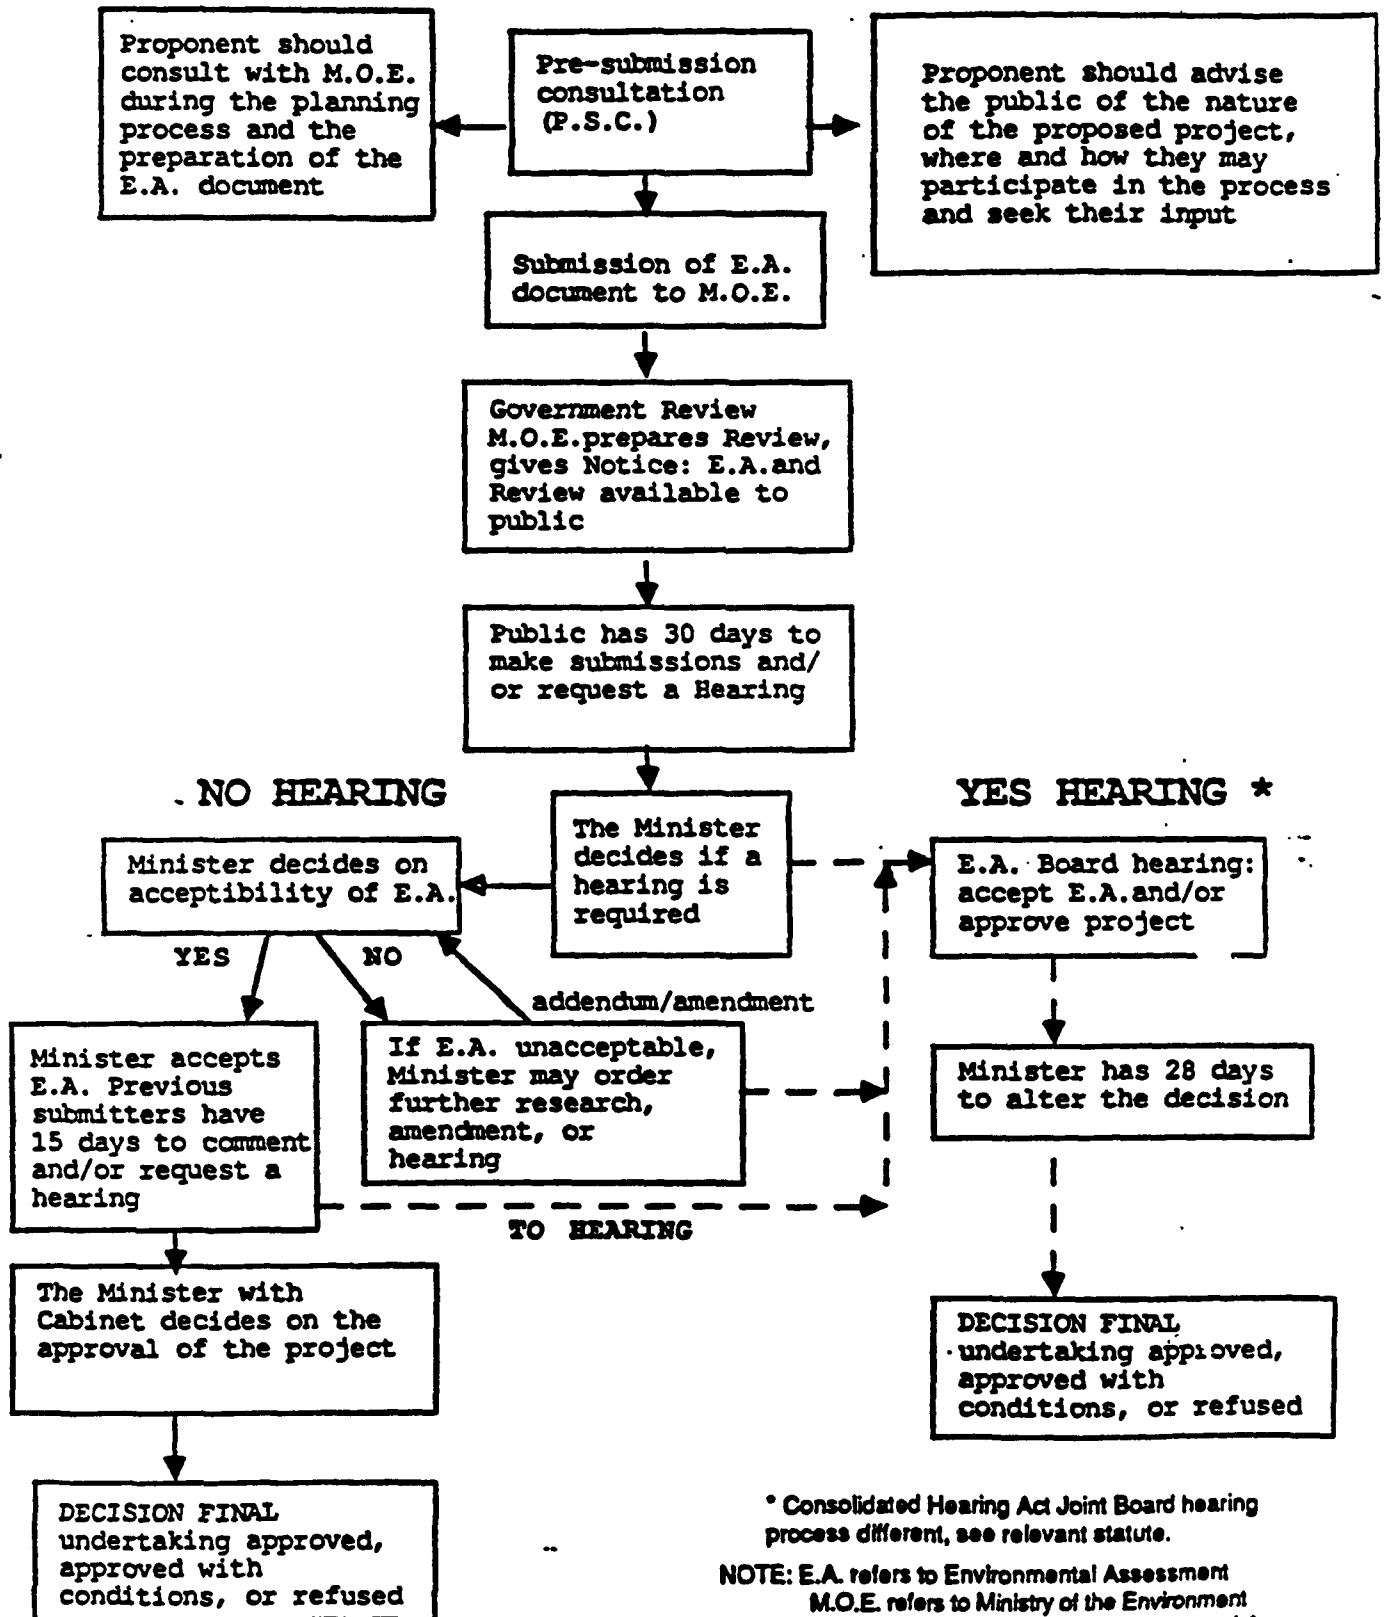 Proponent should
consult with M.O.E.
during the planning
process and the
preparation of the
E.A. document
Pre-submission
consultation
(P.S.C.)
Proponent should advise
the public of the nature
of the proposed project,
where and how they may
participate in the process
and seek their input
Submission of E.A.
document to M.O.E.
Government Review
M.O.E.prepares Review,
gives Notice: E.A.and
Review available to
public
Public has 30 days to
make submissions and/
or request a Hearing
NO HEARING
YES HEARING *
The Minister
decides if a
hearing is
required
Minister decides on
acceptibility of E.A.
E.A. Board hearing:
accept E.A.and/or
approve project
YES
NO
addendum/amendment
Minister accepts
E.A. Previous
submitters have
15 days to comment
and/or request a
hearing
If E.A. unacceptable,
Minister may order
further research,
amendment, or
hearing
Minister has 28 days
to alter the decision
TO HEARING
The Minister with
Cabinet decides on the
approval of the project
DECISION FINAL
undertaking approved,
approved with
conditions, or refused
DECISION FINAL
undertaking approved,
approved with
conditions, or refused
* Consolidated Hearing Act Joint Board hearing
process different, see relevant statute.
NOTE: E.A. refers to Environmental Assessment
M.O.E. refers to Ministry of the Environment